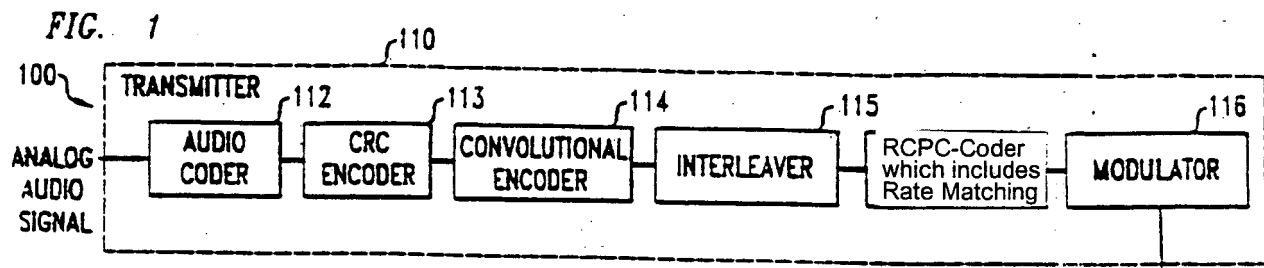 FIG. 1
110
100
TRANSMITTER
112
113
114
115
116
ANALOG
AUDIO
SIGNAL
AUDIO
CODER
CRC
ENCODER
CONVOLUTIONAL
ENCODER
INTERLEAVER
RCPC-Coder
which includes
Rate Matching
MODULATOR